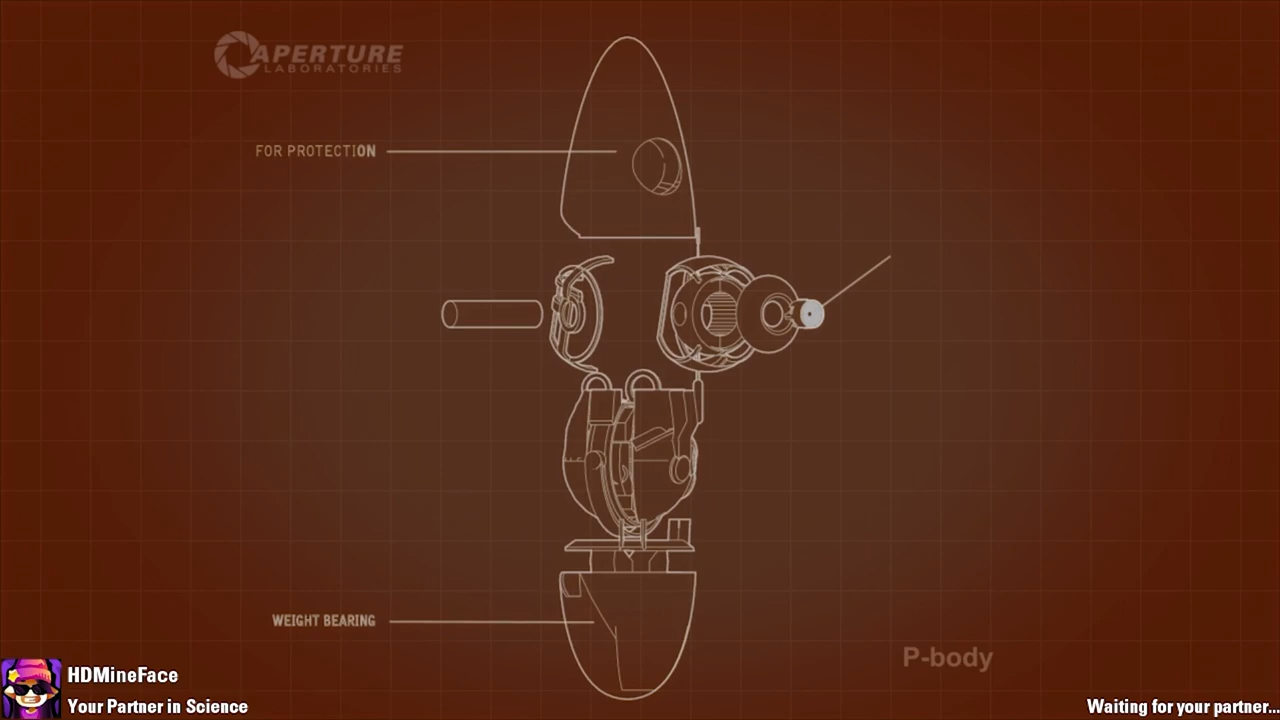 APERTURE
LABORATORIES
FOR PROTECTION
WEIGHT BEARING
P-body
HDMineFace
Your Partner in Science
Waiting for your partner...